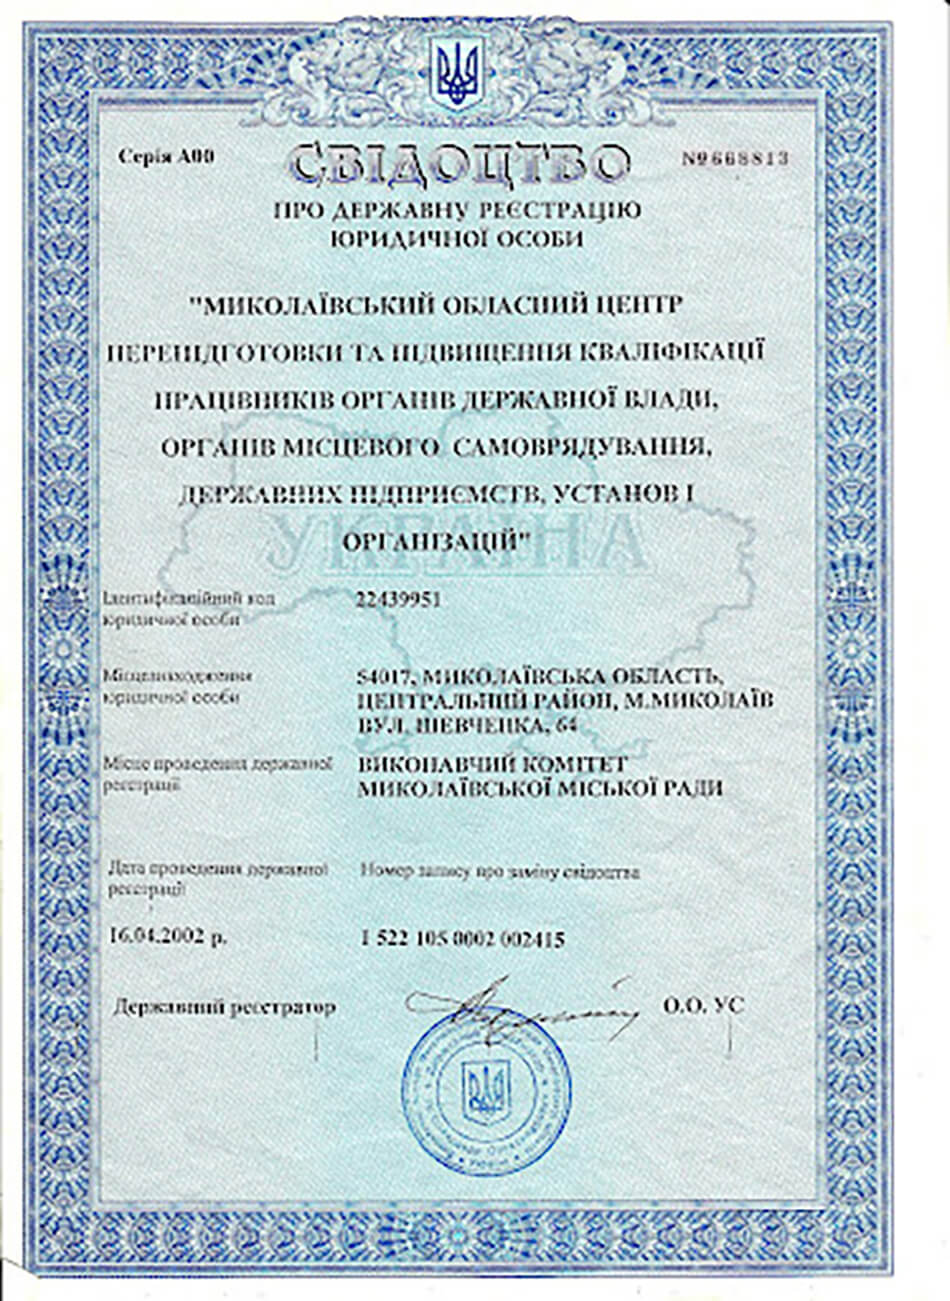 Серія А00
СВІДОЦТВО
№668813
ПРО ДЕРЖАВНУ РЕЄСТРАЦІЮ
ЮРИДИЧНОЇ ОСОБИ
"МИКОЛАЇВСЬКИЙ ОБЛАСНИЙ ЦЕНТР
ПЕРЕПІДГОТОВКИ ТА ПІДВИЩЕННЯ КВАЛІФІКАЦІЇ
ПРАЦІВНИКІВ ОРГАНІВ ДЕРЖАВНОЇ ВЛАДИ,
ОРГАНІВ МІСЦЕВОГО САМОВРЯДУВАННЯ,
ДЕРЖАВНИХ ПІДПРИЄМСТВ, УСТАНОВ І
ОРГАНІЗАЦІЙ"
УКРАЇНА
Ідентифікаційний код
юридичної особи
22439951
Місцезнаходження
юридичної особи
54017, МИКОЛАЇВСЬКА ОБЛАСТЬ,
ЦЕНТРАЛЬНИЙ РАЙОН, М.МИКОЛАЇВ
ВУЛ. ШЕВЧЕНКА, 64
Місце проведення державної
реєстрації
ВИКОНАВЧИЙ КОМІТЕТ
МИКОЛАЇВСЬКОЇ МІСЬКОЇ РАДИ
Дата проведення державної
реєстрації
Номер запису про заміну свідоцтва
16.04.2002 р.
1 522 105 0002 002415
Державний реєстратор
О.О. УС